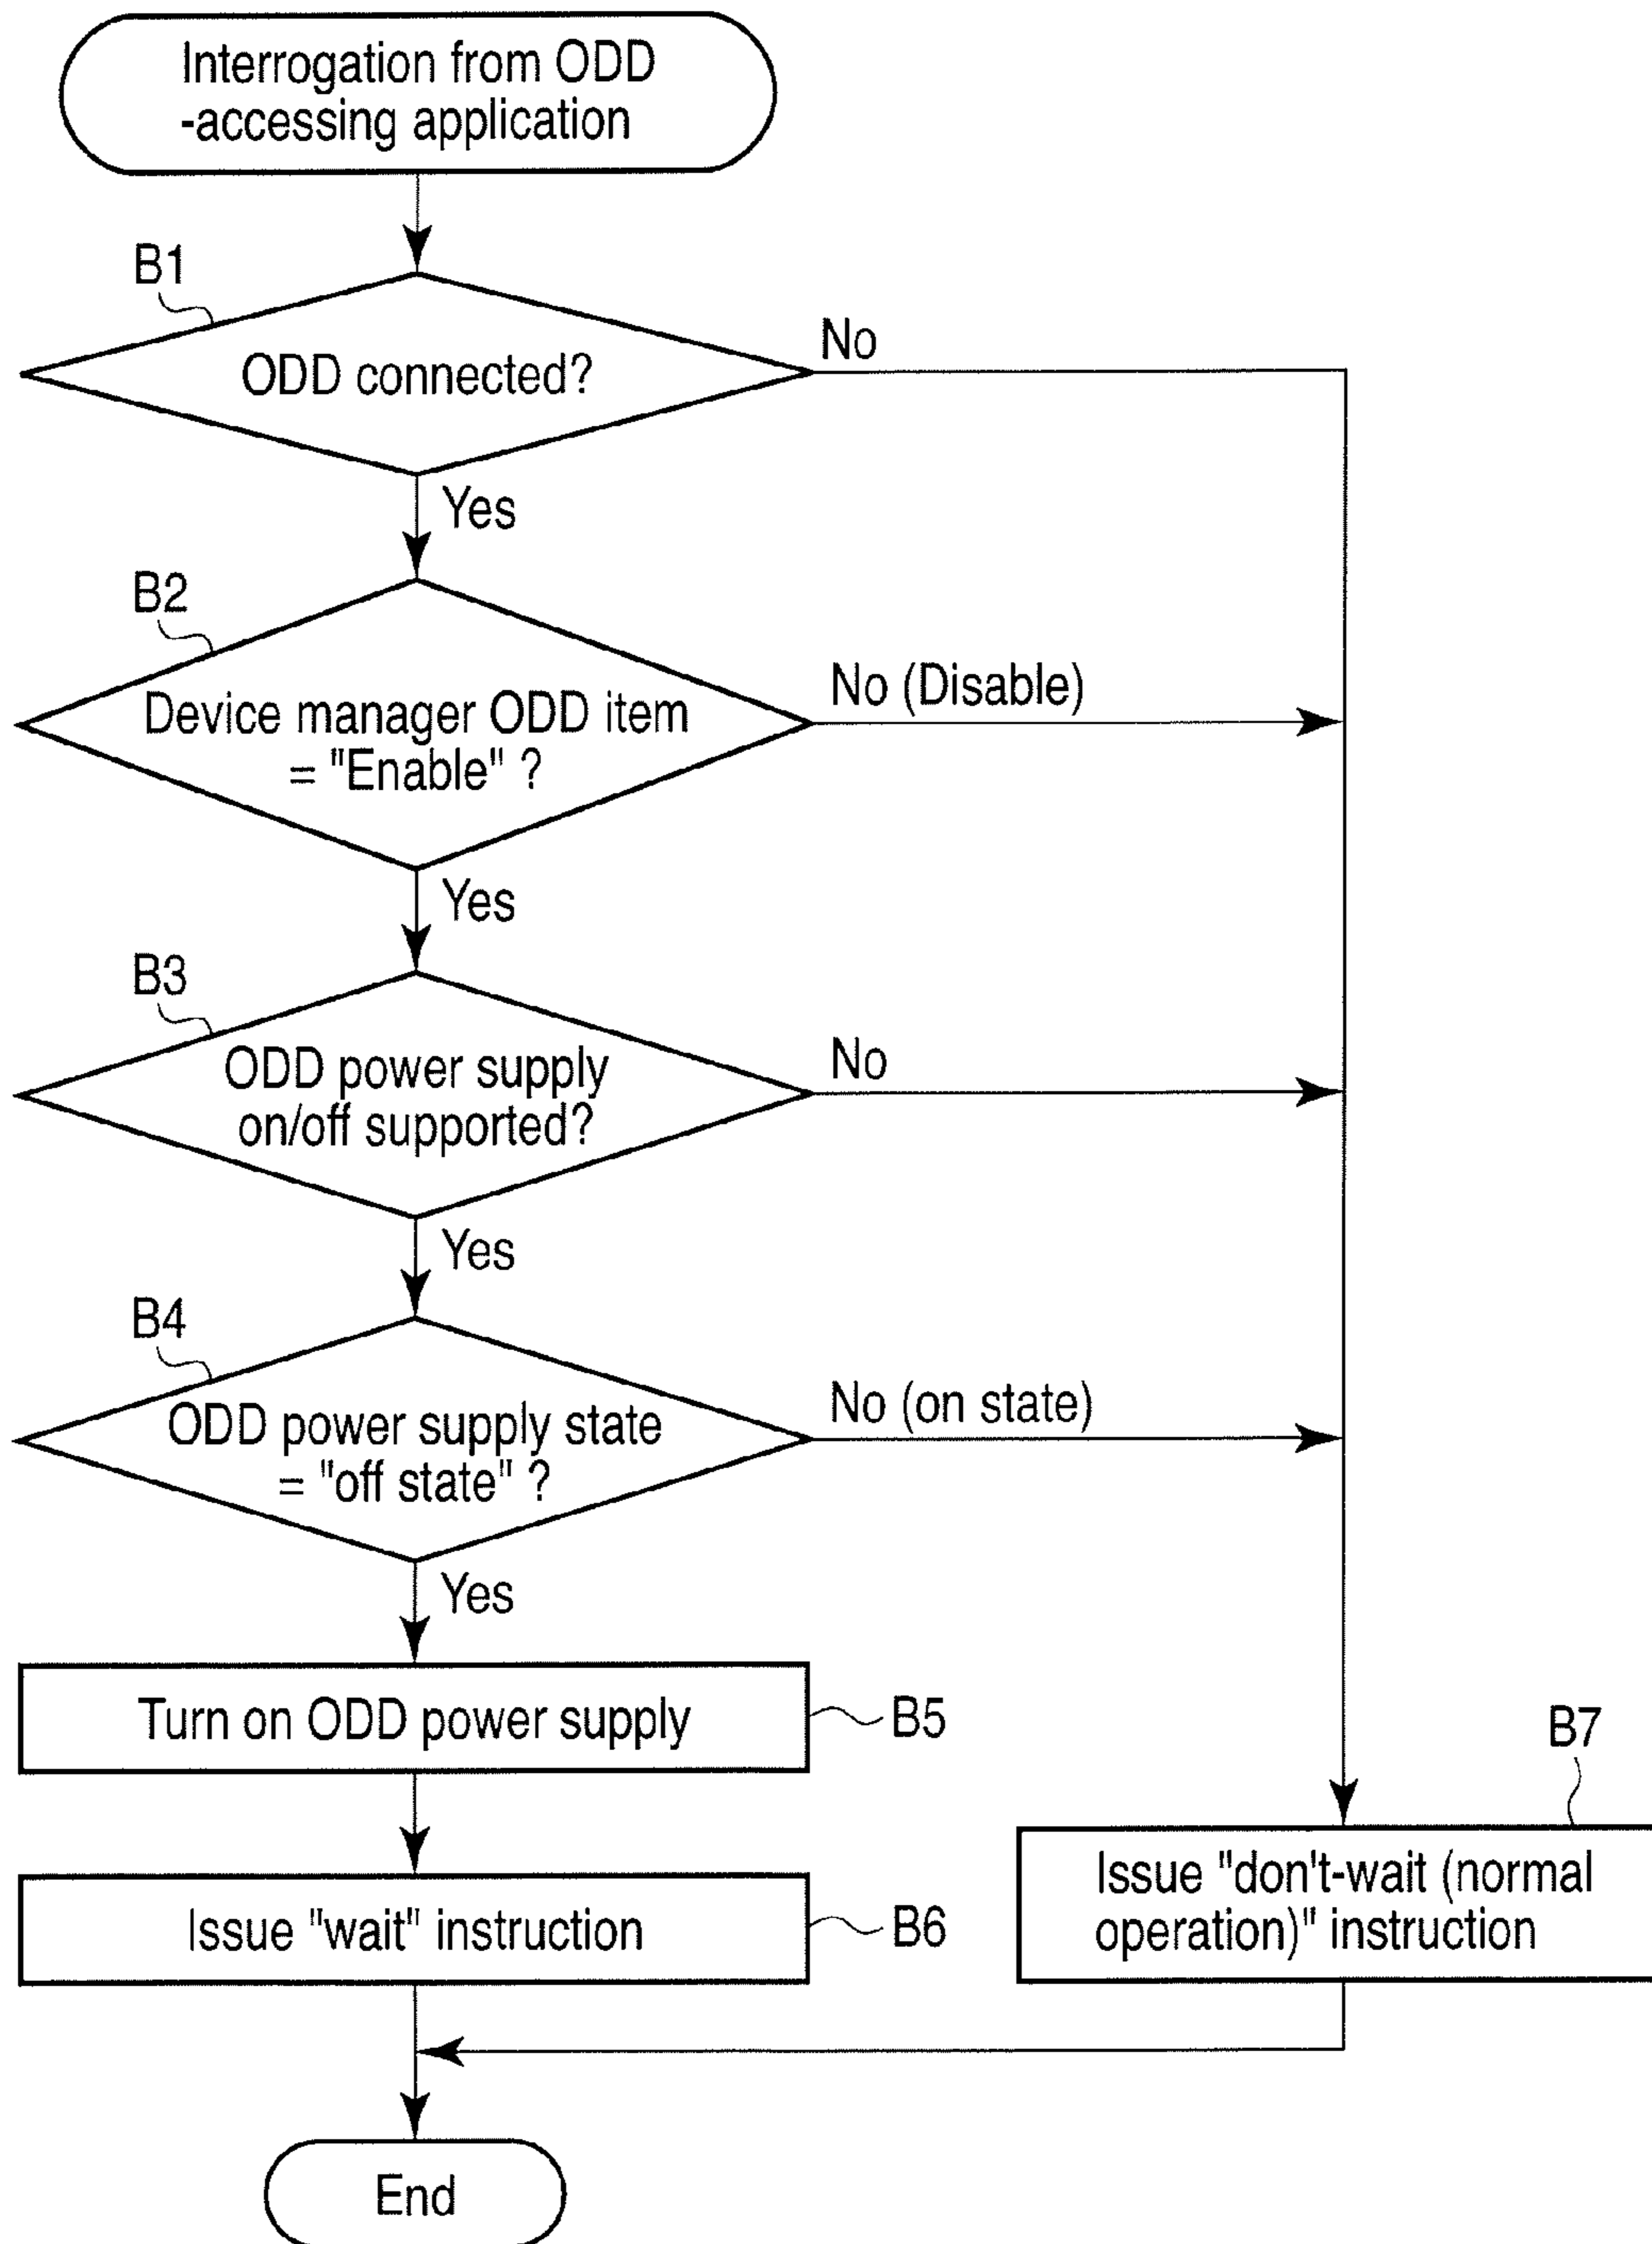 Interrogation from ODD
-accessing application
B1
ODD connected?
No
Yes
B2
Device manager ODD item
= "Enable" ?
No (Disable)
Yes
B3
ODD power supply
on/off supported?
No
Yes
B4
ODD power supply state
= "off state" ?
No (on state)
Yes
Turn on ODD power supply
B5
B7
Issue "don't-wait (normal
operation)" instruction
Issue "wait" instruction
B6
End